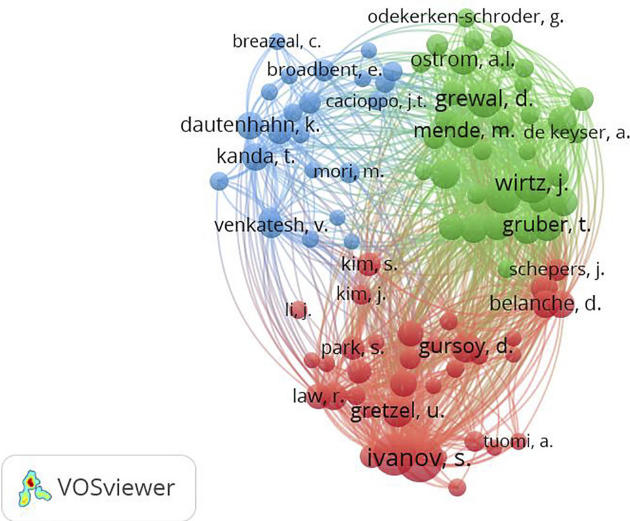 odekerken-schroder, g.
breazeal, c.
ostrom, a.l.
broadbent, e.
cacioppo, j.t.
grewal, d.
dautenhahn, k.
mende, m.
de keyser, a.
kanda, t.
mori, m.
wirtz, j.
venkatesh, v.
gruber, t.
kim, s.
schepers, j.
kim, j.
belanche, d.
li, j.
park, s.
gursoy, d.
law, r.
gretzel, u.
tuomi, a.
ivanov, s.
VOSviewer